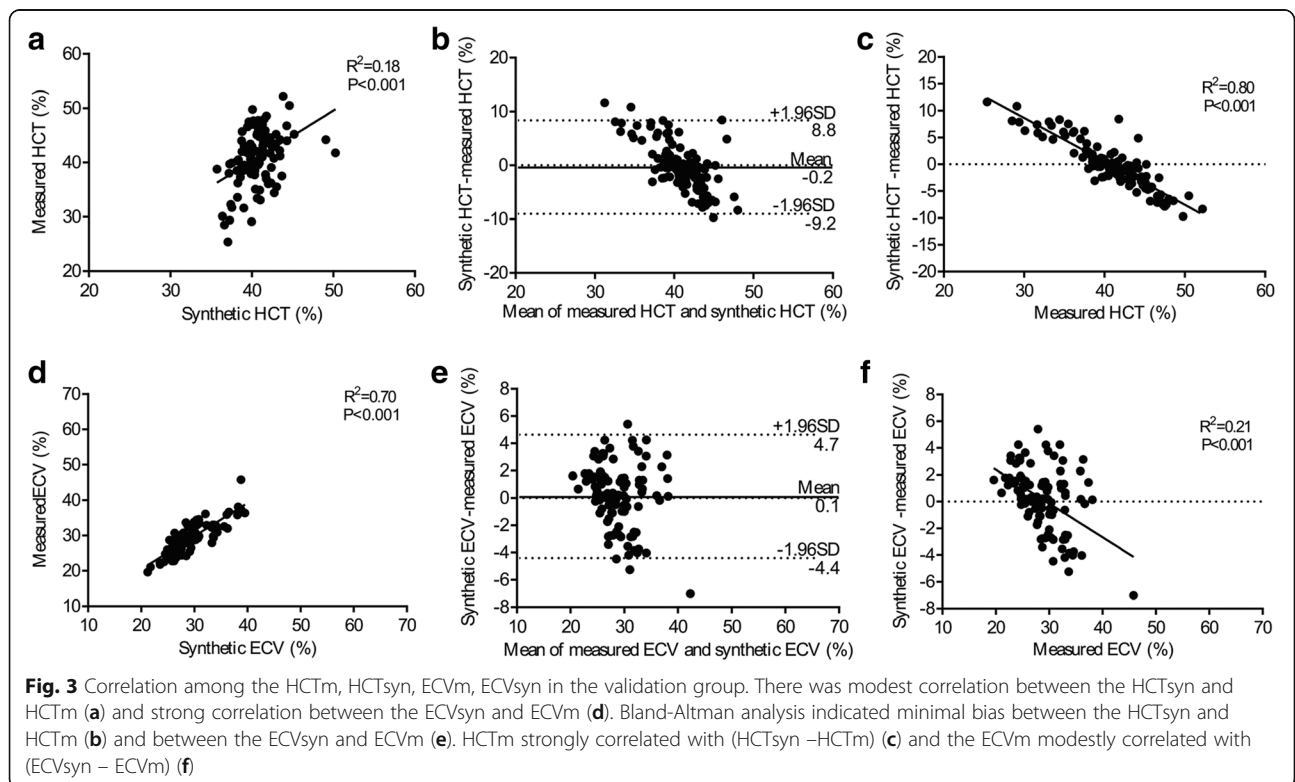 a
60
50
40
30
20
Measured HCT (%)
R2=0.18
P<0.001
20 30 40 50 60
Synthetic HCT (%)
b
20
10
0
-10
-20
Synthetic HCT-measured HCT (%)
+1.96SD
8.8
Mean
-0.2
-1.96SD
-9.2
20 30 40 50 60
Mean of measured HCT and synthetic HCT (%)
c
20
15
10
5
0
-5
-10
-15
-20
Synthetic HCT -measured HCT (%)
R2=0.80
P<0.001
20 30 40 50 60
Measured HCT (%)
d
70
60
50
40
30
20
10
MeasuredECV (%)
R2=0.70
P<0.001
10 20 30 40 50 60 70
Synthetic ECV (%)
e
8
6
4
2
0
-2
-4
-6
-8
Synthetic ECV-measured ECV (%)
+1.96SD
4.7
Mean
0.1
-1.96SD
-4.4
10 20 30 40 50 60 70
Mean of measured ECV and synthetic ECV (%)
f
8
6
4
2
0
-2
-4
-6
-8
Synthetic ECV -measured ECV (%)
R2=0.21
P<0.001
10 20 30 40 50 60 70
Measured ECV (%)
Fig. 3 Correlation among the HCTm, HCTsyn, ECVm, ECVsyn in the validation group. There was modest correlation between the HCTsyn and
HCTm (a) and strong correlation between the ECVsyn and ECVm (d). Bland-Altman analysis indicated minimal bias between the HCTsyn and
HCTm (b) and between the ECVsyn and ECVm (e). HCTm strongly correlated with (HCTsyn –HCTm) (c) and the ECVm modestly correlated with
(ECVsyn – ECVm) (f)